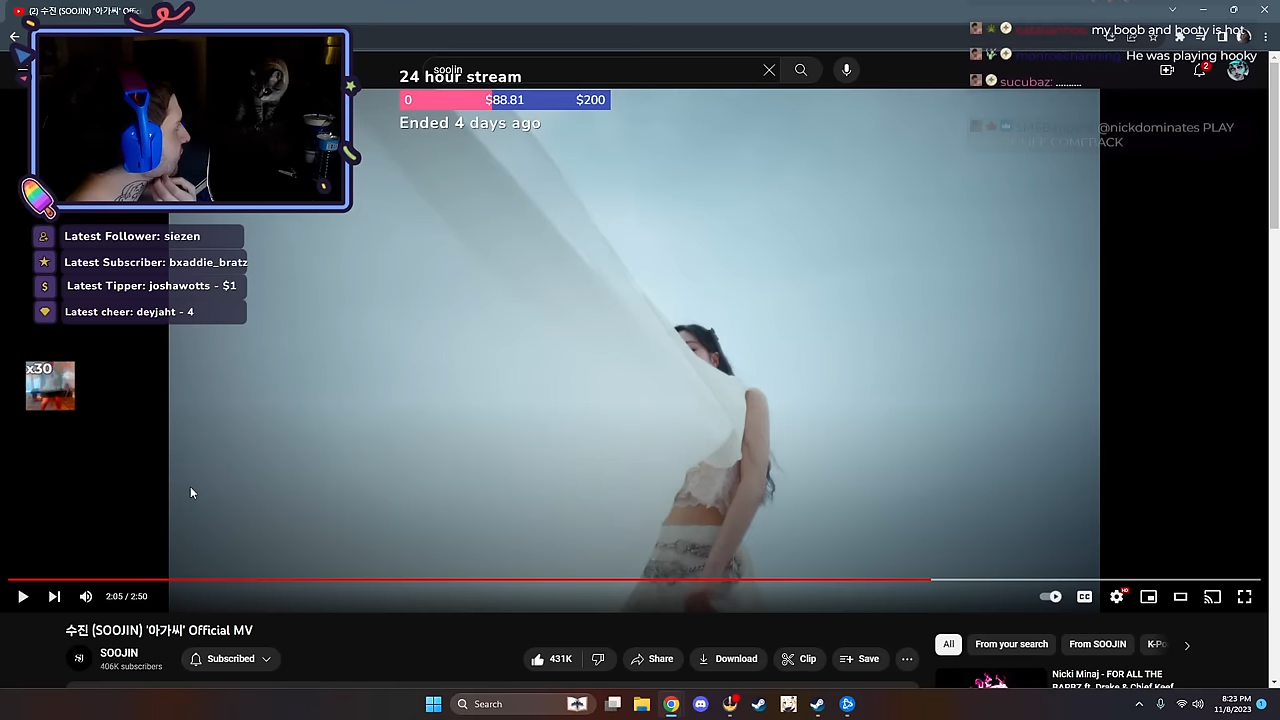 (2) 수진 (SOOJIN) '아가씨' Offic
my boob and booty is hot
He was playing hooky
sucubaz: ..........
@nickdominates PLAY
COMEBACK
soojin
24 hour stream
0 $88.81 $200
Ended 4 days ago
2
Latest Follower: siezen
Latest Subscriber: bxaddie_bratz
Latest Tipper: joshawotts - $1
Latest cheer: deyjaht - 4
x30
2:05 / 2:50
CC
HD
수진 (SOOJIN) '아가씨' Official MV
SOOJIN
406K subscribers
Subscribed
431K
Share
Download
Clip
Save
All
From your search
From SOOJIN
K-Po
Nicki Minaj - FOR ALL THE
BARBZ ft. Drake & Chief Keef
Search
8:23 PM
11/8/2023
1